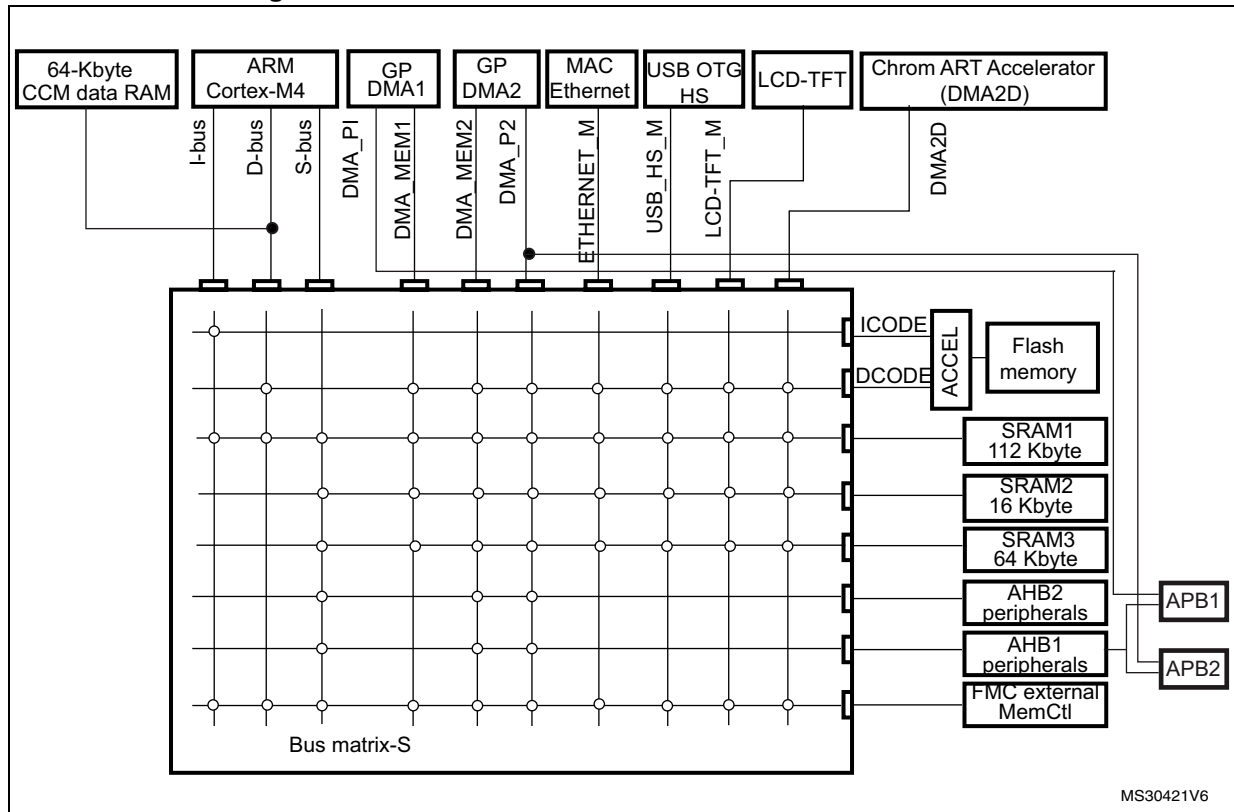 64-Kbyte
CCM data RAM
ARM
Cortex-M4
GP
DMA1
GP
DMA2
MAC
Ethernet
USB OTG
HS
LCD-TFT
Chrom ART Accelerator
(DMA2D)
I-bus
D-bus
S-bus
DMA_PI
DMA_MEM1
DMA_MEM2
DMA_P2
ETHERNET_M
USB_HS_M
LCD-TFT_M
DMA2D
ICODE
DCODE
ACCEL
Flash
memory
SRAM1
112 Kbyte
SRAM2
16 Kbyte
SRAM3
64 Kbyte
AHB2
peripherals
AHB1
peripherals
FMC external
MemCtl
APB1
APB2
Bus matrix-S
MS30421V6